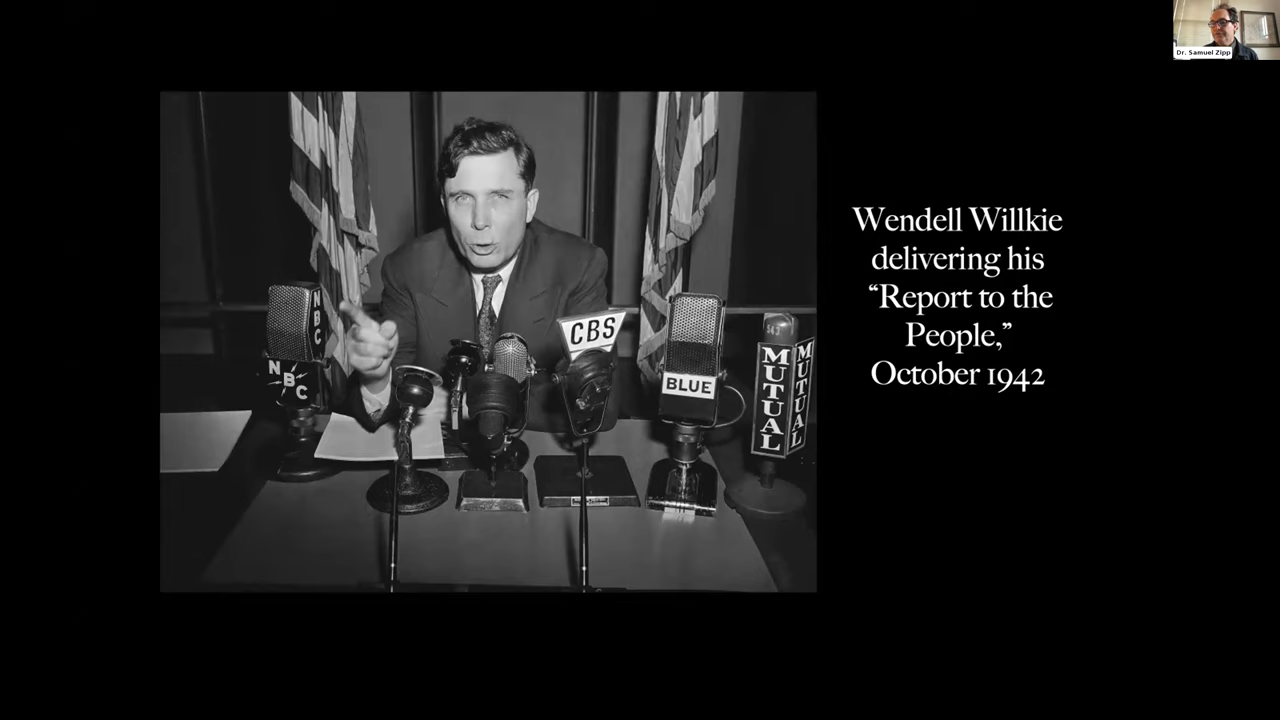 Dr. Samuel Zipp
Wendell Willkie
delivering his
“Report to the
People,”
October 1942
NBC
NBC
CBS
BLUE
MUTUAL
MUTUAL